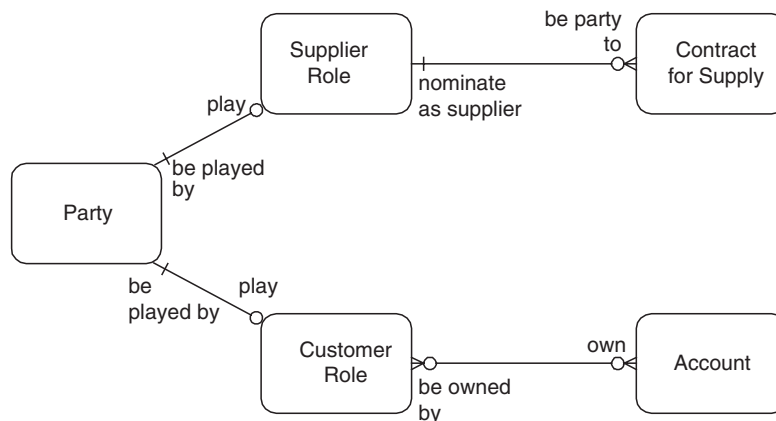 be party
to
Supplier
Role
Contract
for Supply
nominate
as supplier
play
be played
by
Party
be
played by
play
Customer
Role
own
Account
be owned
by